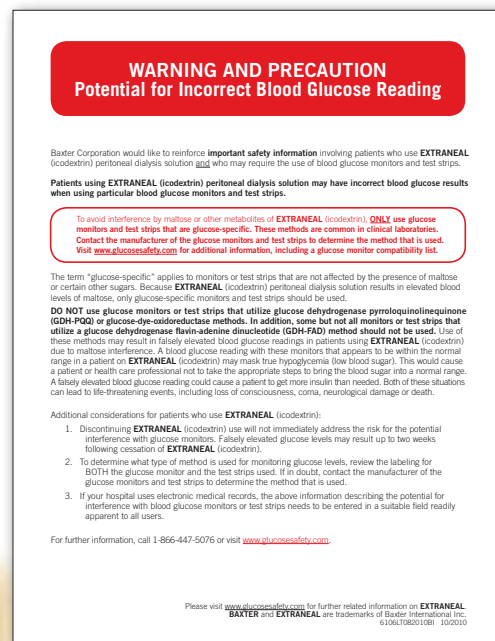 WARNING AND PRECAUTION
Potential for Incorrect Blood Glucose Reading
Baxter Corporation would like to reinforce important safety information involving patients who use EXTRANEAL
(icodextrin) peritoneal dialysis solution and who may require the use of blood glucose monitors and test strips.
Patients using EXTRANEAL (icodextrin) peritoneal dialysis solution may have incorrect blood glucose results
when using particular blood glucose monitors and test strips.
To avoid interference by maltose or other metabolites of EXTRANEAL (icodextrin), ONLY use glucose
monitors and test strips that are glucose-specific. These methods are common in clinical laboratories.
Contact the manufacturer of the glucose monitors and test strips to determine the method that is used.
Visit www.glucosesafety.com for additional information, including a glucose monitor compatibility list.
The term “glucose-specific” applies to monitors or test strips that are not affected by the presence of maltose
or certain other sugars. Because EXTRANEAL (icodextrin) peritoneal dialysis solution results in elevated blood
levels of maltose, only glucose-specific monitors and test strips should be used.
DO NOT use glucose monitors or test strips that utilize glucose dehydrogenase pyrroloquinolinequinone
(GDH-PQQ) or glucose-dye-oxidoreductase methods. In addition, some but not all monitors or test strips that
utilize a glucose dehydrogenase flavin-adenine dinucleotide (GDH-FAD) method should not be used. Use of
these methods may result in falsely elevated blood glucose readings in patients using EXTRANEAL (icodextrin)
due to maltose interference. A blood glucose reading with these monitors that appears to be within the normal
range in a patient on EXTRANEAL (icodextrin) may mask true hypoglycemia (low blood sugar). This would cause
a patient or health care professional not to take the appropriate steps to bring the blood sugar into a normal range.
A falsely elevated blood glucose reading could cause a patient to get more insulin than needed. Both of these situations
can lead to life-threatening events, including loss of consciousness, coma, neurological damage or death.
Additional considerations for patients who use EXTRANEAL (icodextrin):
1. Discontinuing EXTRANEAL (icodextrin) use will not immediately address the risk for the potential
interference with glucose monitors. Falsely elevated glucose levels may result up to two weeks
following cessation of EXTRANEAL (icodextrin).
2. To determine what type of method is used for monitoring glucose levels, review the labeling for
BOTH the glucose monitor and the test strips used. If in doubt, contact the manufacturer of the
glucose monitors and test strips to determine the method that is used.
3. If your hospital uses electronic medical records, the above information describing the potential for
interference with blood glucose monitors or test strips needs to be entered in a suitable field readily
apparent to all users.
For further information, call 1-866-447-5076 or visit www.glucosesafety.com.
Please visit www.glucosesafety.com for further related information on EXTRANEAL.
BAXTER and EXTRANEAL are trademarks of Baxter International Inc.
6106LT082010BI 10/2010